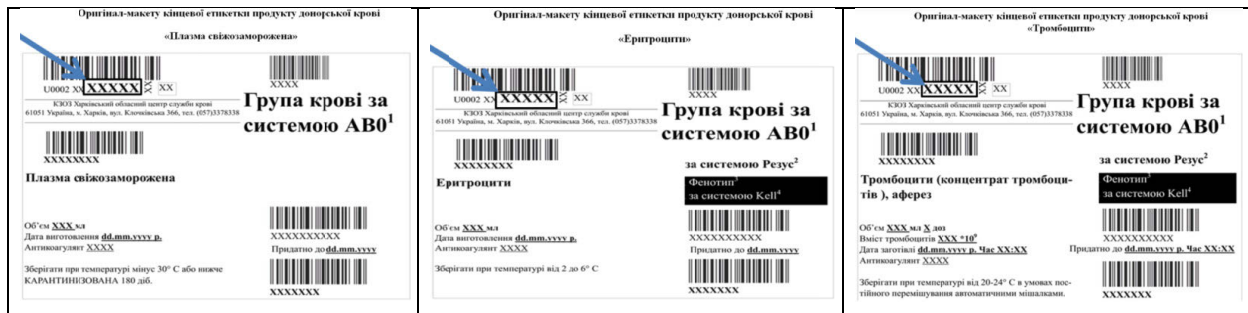 Оригінал-макету кінцевої етикетки продукту донорської крові
«Плазма свіжозаморожена»
U0002 XX XXXXX XX XX
XXXX
КЗОЗ Харківський обласний центр служби крові
61051 Україна, х. Харків, вул. Клочківська 366, тел. (057)3378338
Група крові за
системою АВ0¹
XXXXXXXX
Плазма свіжозаморожена
Об'єм XXX мл
Дата виготовлення dd.mm.yyyy р.
Антикоагулянт XXXX
XXXXXXXXXX
Придатно до dd.mm.yyyy
Зберігати при температурі мінус 30° С або нижче
КАРАНТИНІЗОВАНА 180 діб.
XXXXXXX
Оригінал-макету кінцевої етикетки продукту донорської крові
«Еритроцити»
U0002 XX XXXXX XX XX
XXXX
КЗОЗ Харківський обласний центр служби крові
61051 Україна, м. Харків, вул. Клочківська 366, тел. (057)3378338
Група крові за
системою АВ0¹
XXXXXXXX
за системою Резус²
Еритроцити
Фенотип³
за системою Kell⁴
Об'єм XXX мл
Дата виготовлення dd.mm.yyyy р.
Антикоагулянт XXXX
XXXXXXXXXX
Придатно до dd.mm.yyyy
Зберігати при температурі від 2 до 6° С
XXXXXXX
Оригінал-макету кінцевої етикетки продукту донорської крові
«Тромбоцити»
U0002 XX XXXXX XX XX
XXXX
КЗОЗ Харківський обласний центр служби крові
61051 Україна, м. Харків, вул. Клочківська 366, тел. (057)3378338
Група крові за
системою АВ0¹
XXXXXXXX
за системою Резус²
Тромбоцити (концентрат тромбоци-
тів ), аферез
Фенотип³
за системою Kell⁴
Об'єм XXX мл X доз
Вміст тромбоцитів XXX *10⁹
Дата заготівлі dd.mm.yyyy р. Час XX:XX
Антикоагулянт XXXX
XXXXXXXXXX
Придатно до dd.mm.yyyy р. Час XX:XX
Зберігати при температурі від 20-24° С в умовах пос-
тійного перемішування автоматичними мішалками.
XXXXXXX